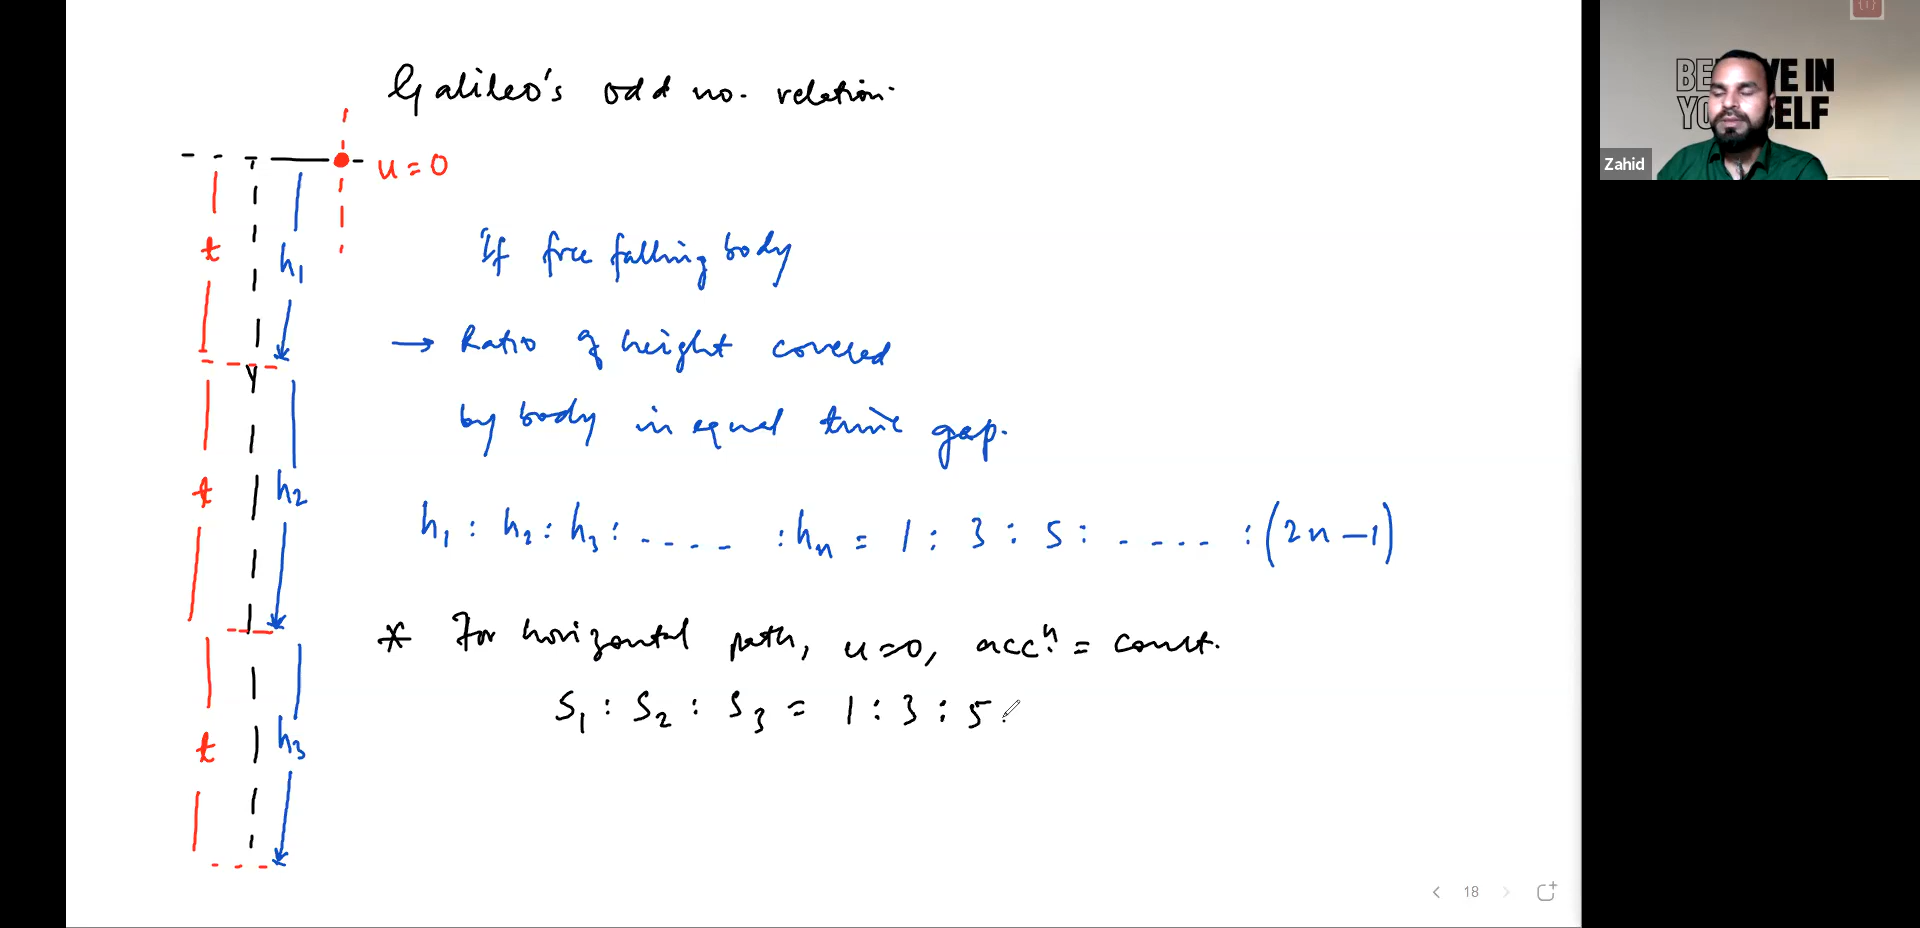 Galileo's odd no. relation.
u = 0
t
h1
If free falling body
→ Ratio of height covered
by body in equal time gap.
t
h2
h1 : h2 : h3 : ---- : hn = 1 : 3 : 5 : ---- : (2n-1)
* For horizontal path, u=0, accn. = const.
S1 : S2 : S3 = 1 : 3 : 5
t
h3
18
BELIEVE IN
YOURSELF
Zahid